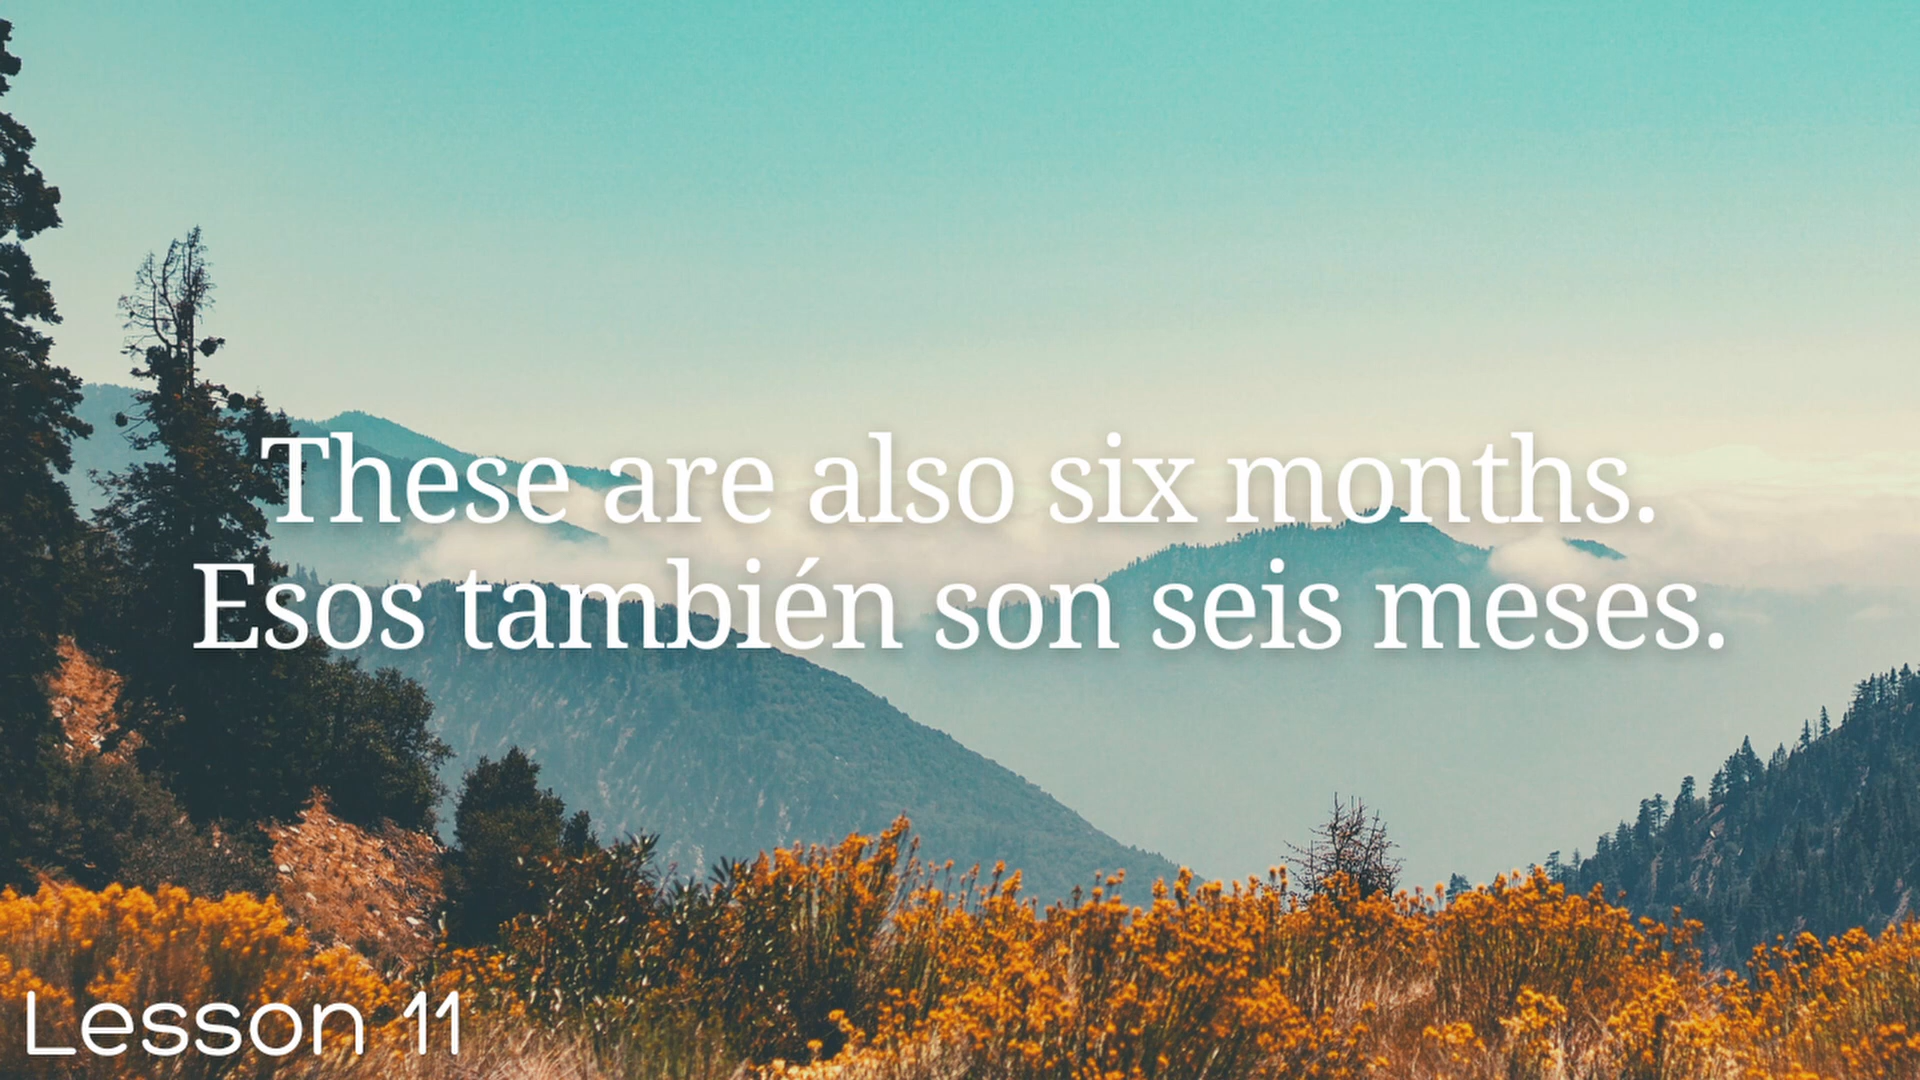 These are also six months.
Esos también son seis meses.
Lesson 11